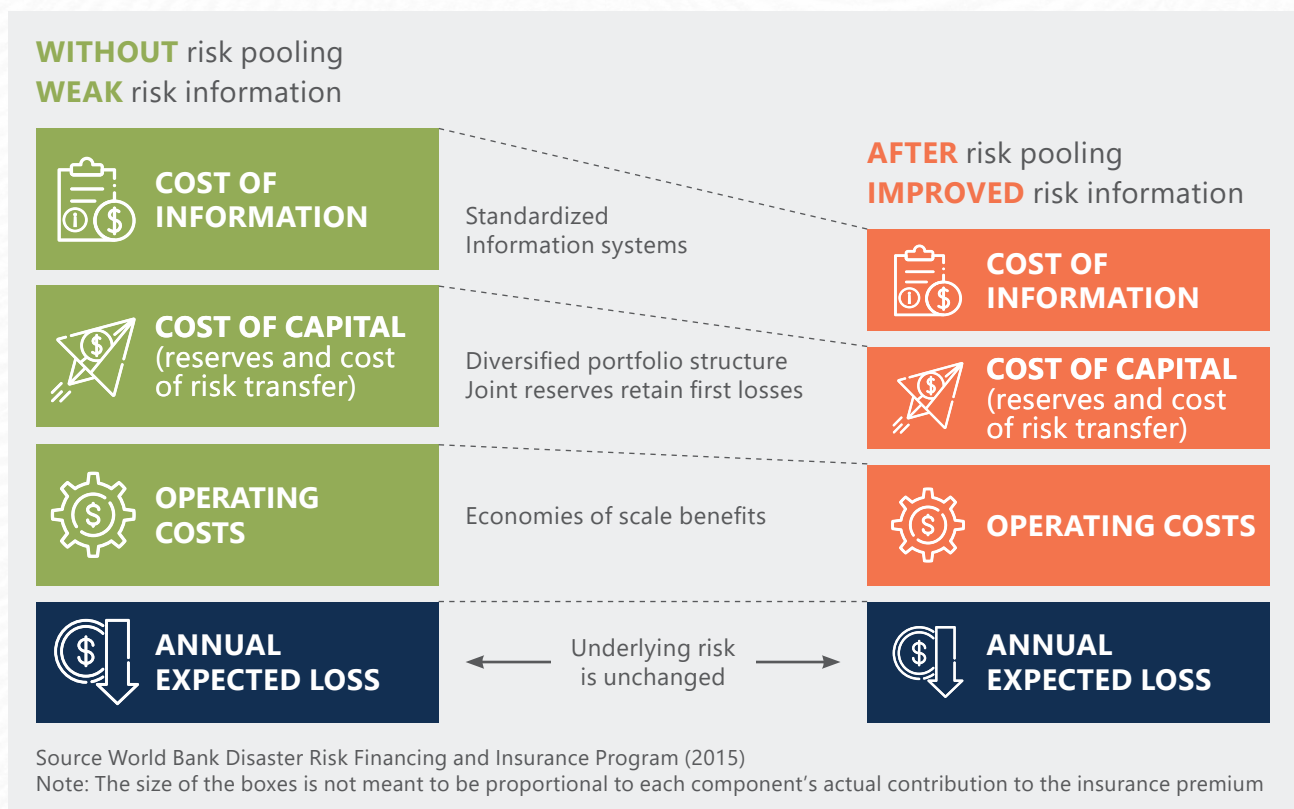 WITHOUT risk pooling
WEAK risk information
COST OF
INFORMATION
COST OF CAPITAL
(reserves and cost
of risk transfer)
OPERATING
COSTS
ANNUAL
EXPECTED LOSS
Standardized
Information systems
Diversified portfolio structure
Joint reserves retain first losses
Economies of scale benefits
Underlying risk
is unchanged
AFTER risk pooling
IMPROVED risk information
COST OF
INFORMATION
COST OF CAPITAL
(reserves and cost
of risk transfer)
OPERATING COSTS
ANNUAL
EXPECTED LOSS
Source World Bank Disaster Risk Financing and Insurance Program (2015)
Note: The size of the boxes is not meant to be proportional to each component’s actual contribution to the insurance premium